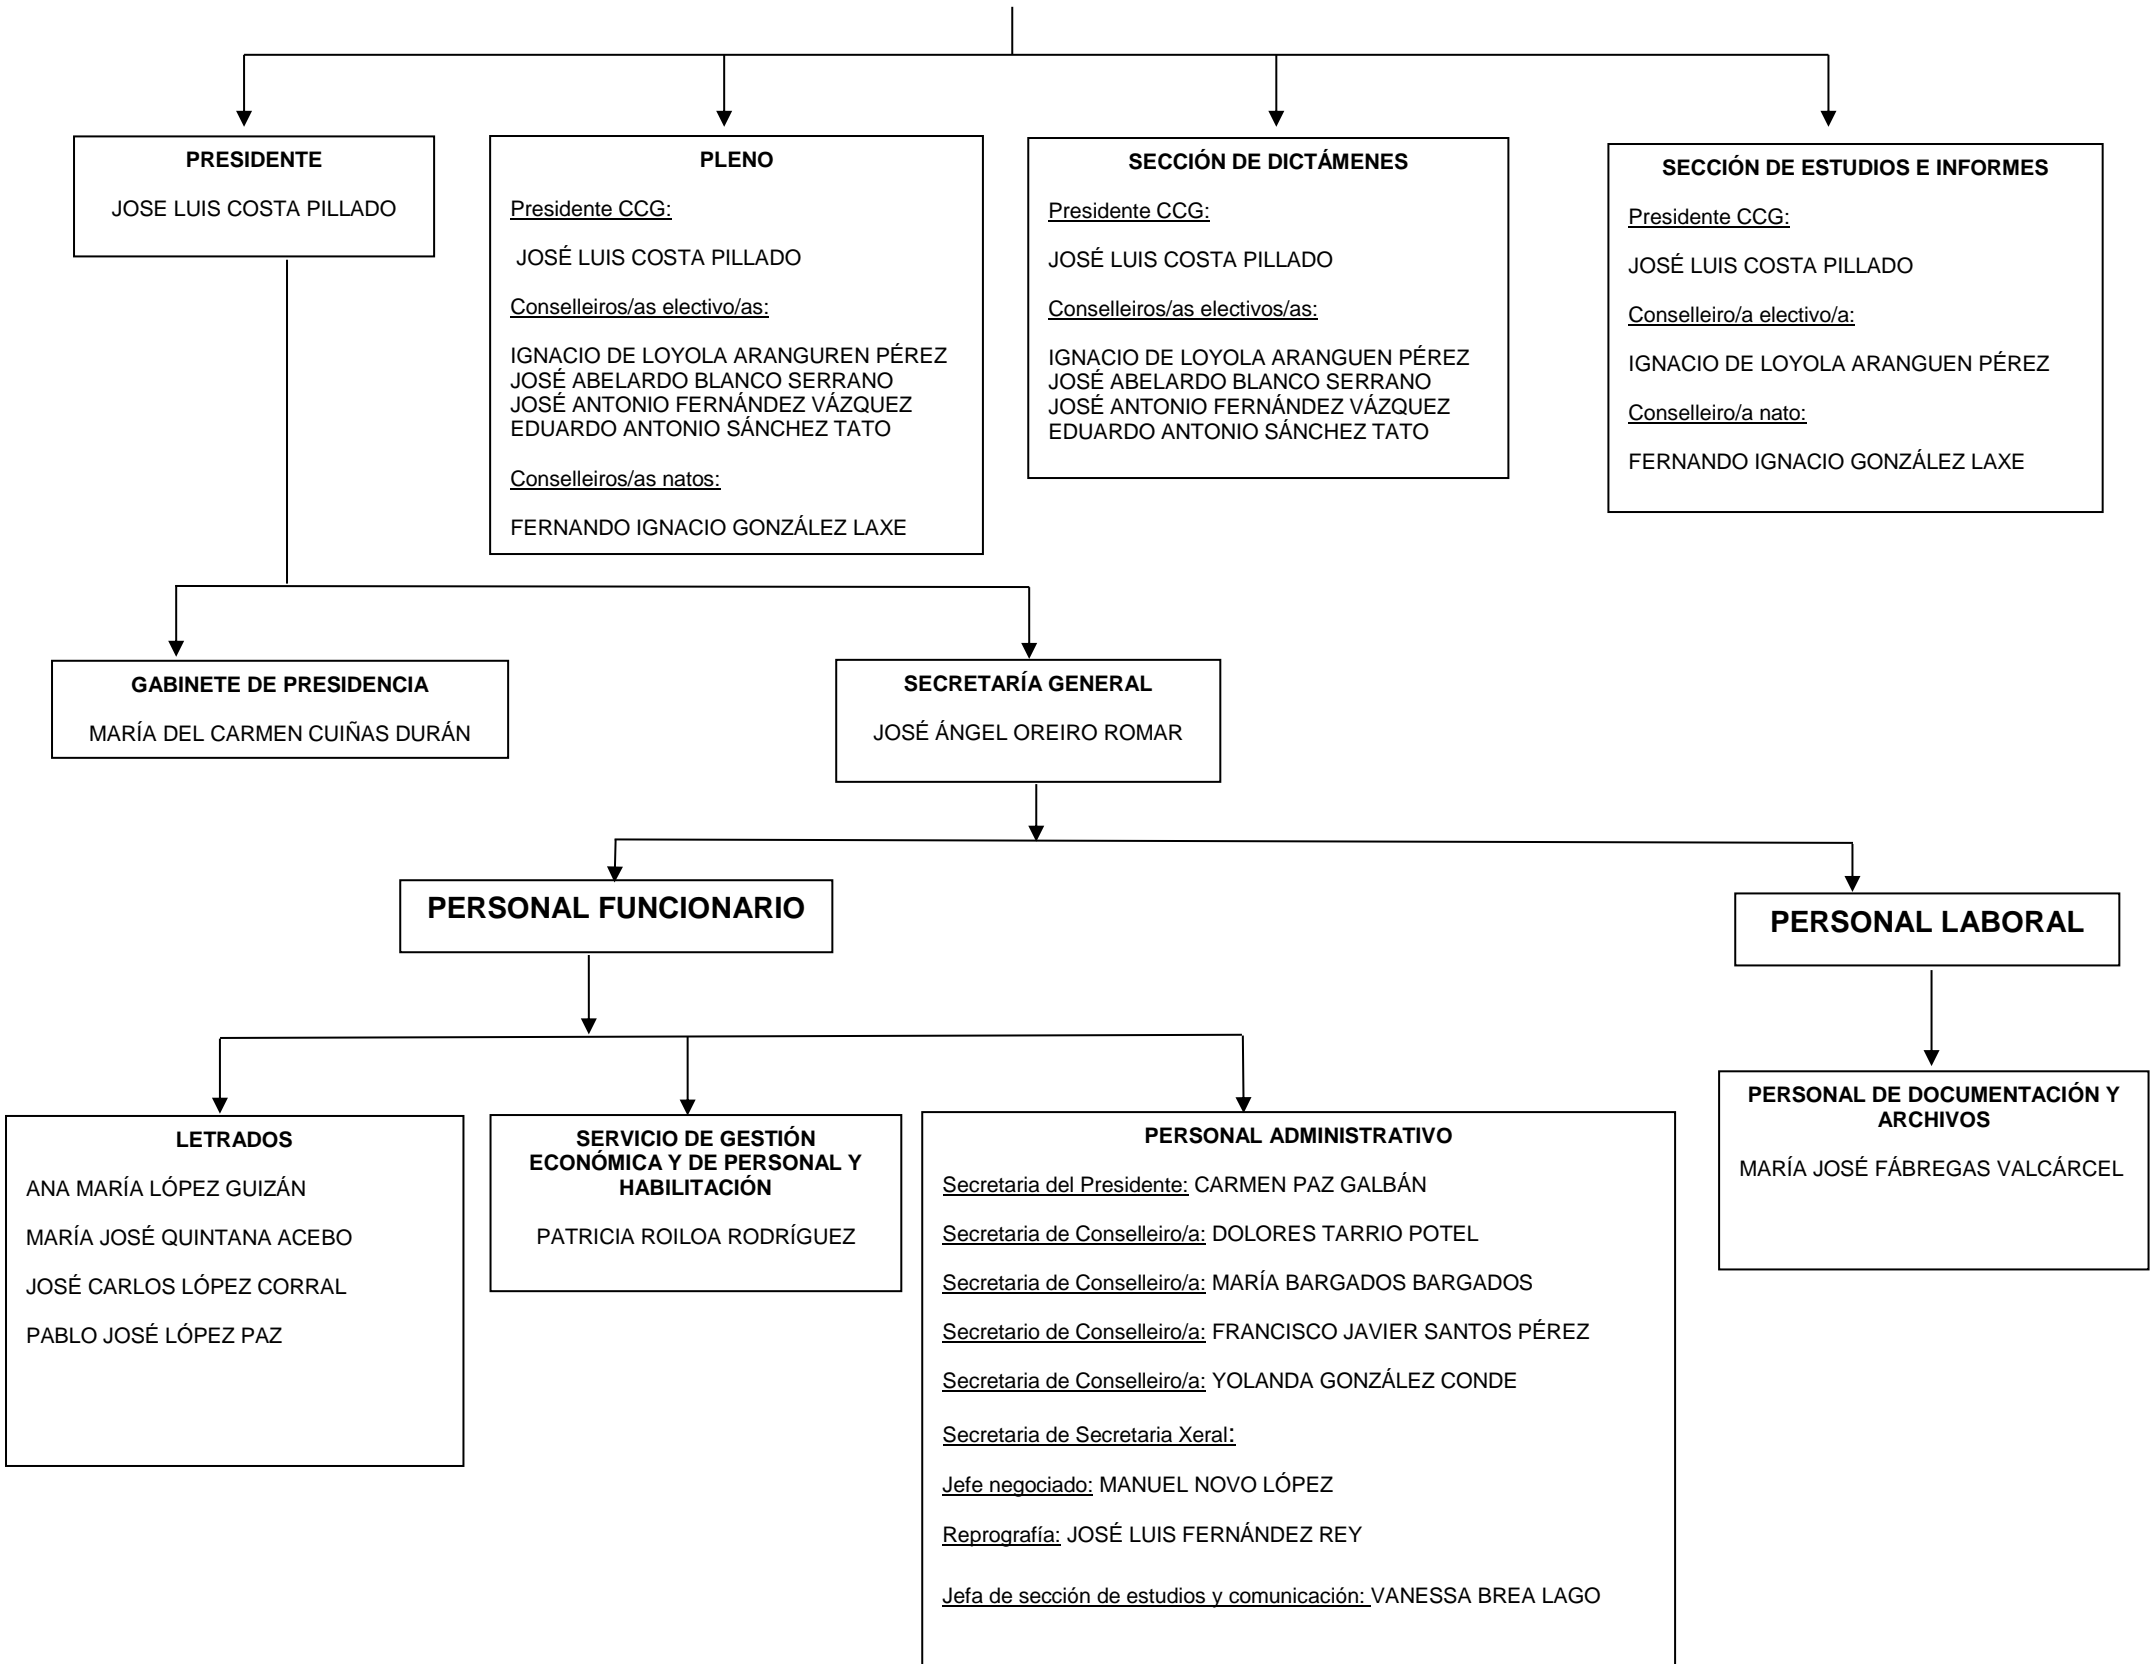 PRESIDENTE
JOSE LUIS COSTA PILLADO
PLENO
Presidente CCG:
JOSÉ LUIS COSTA PILLADO
Conselleiros/as electivo/as:
IGNACIO DE LOYOLA ARANGUREN PÉREZ
JOSÉ ABELARDO BLANCO SERRANO
JOSÉ ANTONIO FERNÁNDEZ VÁZQUEZ
EDUARDO ANTONIO SÁNCHEZ TATO
Conselleiros/as natos:
FERNANDO IGNACIO GONZÁLEZ LAXE
SECCIÓN DE DICTÁMENES
Presidente CCG:
JOSÉ LUIS COSTA PILLADO
Conselleiros/as electivos/as:
IGNACIO DE LOYOLA ARANGUEN PÉREZ
JOSÉ ABELARDO BLANCO SERRANO
JOSÉ ANTONIO FERNÁNDEZ VÁZQUEZ
EDUARDO ANTONIO SÁNCHEZ TATO
SECCIÓN DE ESTUDIOS E INFORMES
Presidente CCG:
JOSÉ LUIS COSTA PILLADO
Conselleiro/a electivo/a:
IGNACIO DE LOYOLA ARANGUEN PÉREZ
Conselleiro/a nato:
FERNANDO IGNACIO GONZÁLEZ LAXE
GABINETE DE PRESIDENCIA
MARÍA DEL CARMEN CUIÑAS DURÁN
SECRETARÍA GENERAL
JOSÉ ÁNGEL OREIRO ROMAR
PERSONAL FUNCIONARIO
PERSONAL LABORAL
LETRADOS
ANA MARÍA LÓPEZ GUIZÁN
MARÍA JOSÉ QUINTANA ACEBO
JOSÉ CARLOS LÓPEZ CORRAL
PABLO JOSÉ LÓPEZ PAZ
SERVICIO DE GESTIÓN
ECONÓMICA Y DE PERSONAL Y
HABILITACIÓN
PATRICIA ROILOA RODRÍGUEZ
PERSONAL ADMINISTRATIVO
Secretaria del Presidente: CARMEN PAZ GALBÁN
Secretaria de Conselleiro/a: DOLORES TARRIO POTEL
Secretaria de Conselleiro/a: MARÍA BARGADOS BARGADOS
Secretario de Conselleiro/a: FRANCISCO JAVIER SANTOS PÉREZ
Secretaria de Conselleiro/a: YOLANDA GONZÁLEZ CONDE
Secretaria de Secretaria Xeral:
Jefe negociado: MANUEL NOVO LÓPEZ
Reprografía: JOSÉ LUIS FERNÁNDEZ REY
Jefa de sección de estudios y comunicación: VANESSA BREA LAGO
PERSONAL DE DOCUMENTACIÓN Y
ARCHIVOS
MARÍA JOSÉ FÁBREGAS VALCÁRCEL